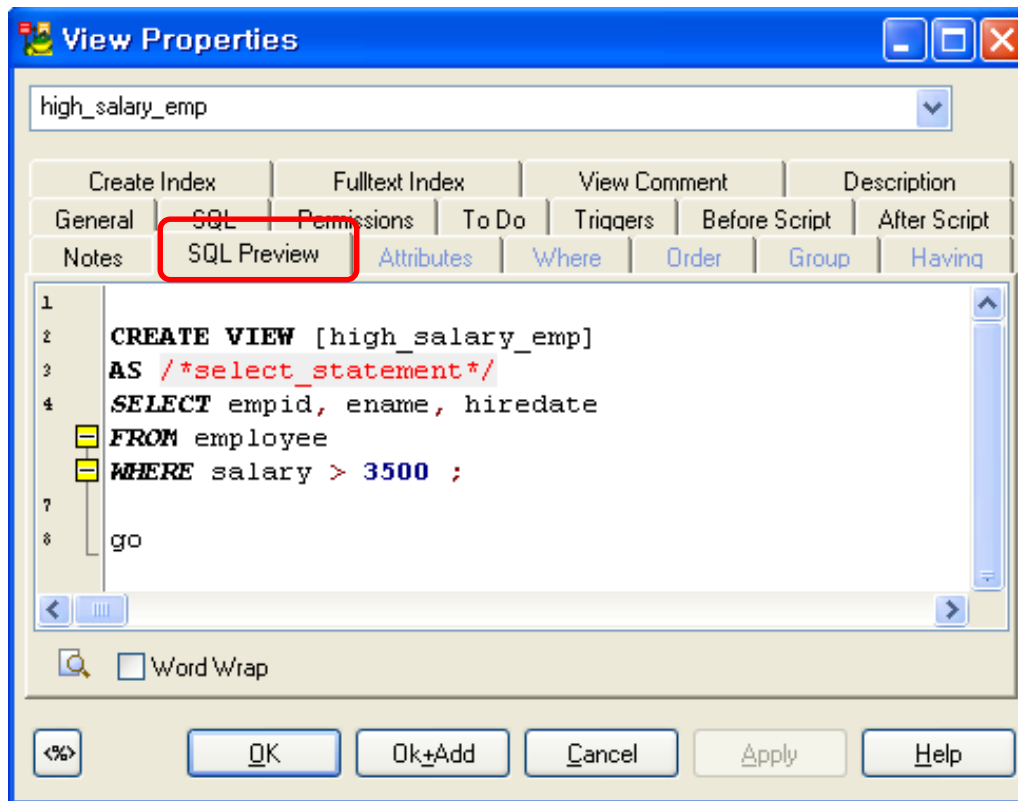 View Properties
high_salary_emp
Create Index Fulltext Index View Comment Description
General SQL Permissions To Do Triggers Before Script After Script
Notes SQL Preview Attributes Where Order Group Having
1
2 CREATE VIEW [high_salary_emp]
3 AS /*select_statement*/
4 SELECT empid, ename, hiredate
FROM employee
WHERE salary > 3500 ;
7
8 go
Word Wrap
<%> OK Ok+Add Cancel Apply Help